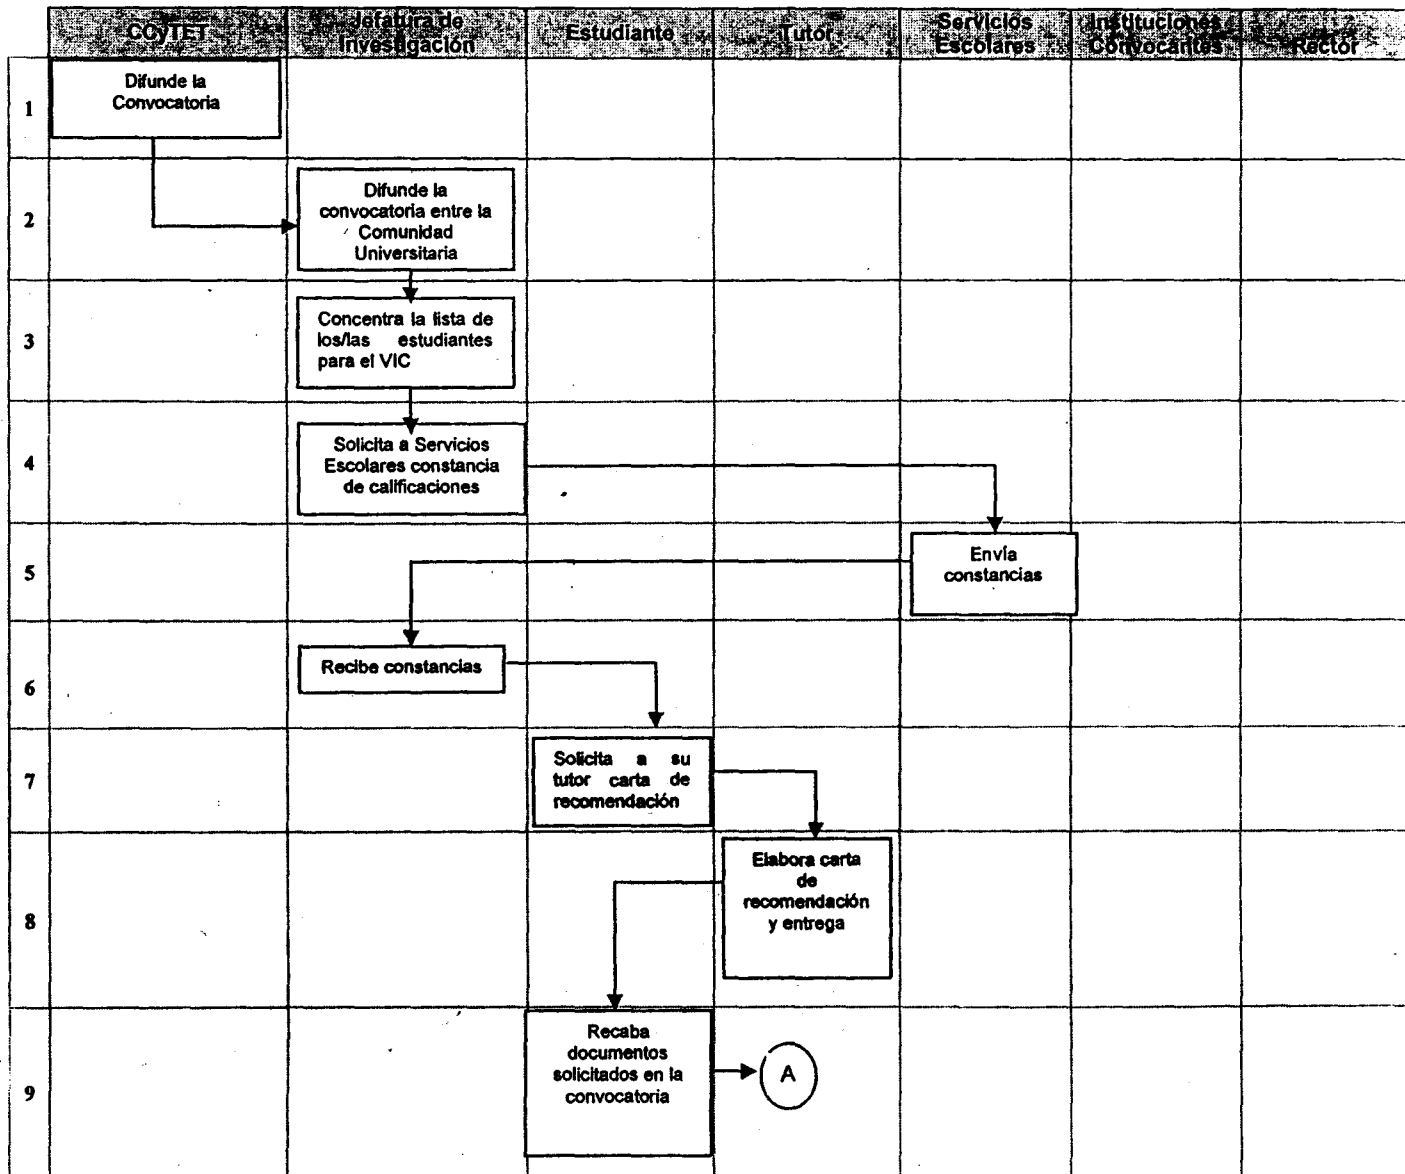 CCyTET
Jefatura de
Investigación
Estudiante
Tutor
Servicios
Escolares
Instituciones
Convocantes
Rector
1
Difunde la
Convocatoria
2
Difunde la
convocatoria entre la
Comunidad
Universitaria
3
Concentra la lista de
los/las estudiantes
para el VIC
4
Solicita a Servicios
Escolares constancia
de calificaciones
5
Envía
constancias
6
Recibe constancias
7
Solicita a su
tutor carta de
recomendación
8
Elabora carta
de
recomendación
y entrega
9
Recaba
documentos
solicitados en la
convocatoria
A